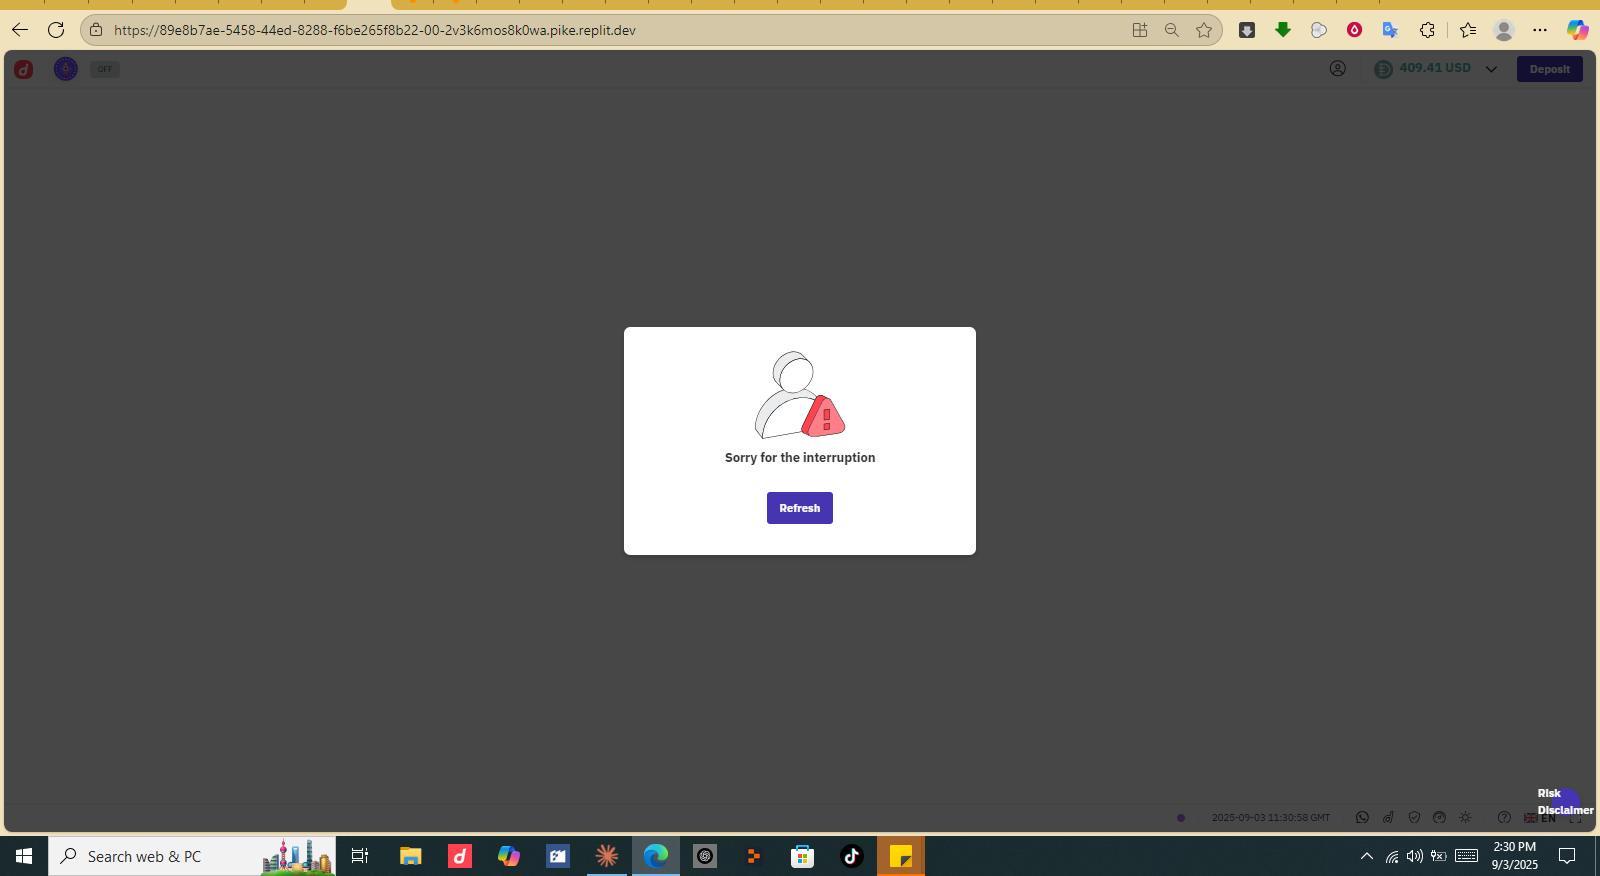 https://89e8b7ae-5458-44ed-8288-f6be265f8b22-00-2v3k6mos8k0wa.pike.replit.dev
OFF
409.41 USD
Deposit
Sorry for the interruption
Refresh
Risk
Disclaimer
2025-09-03 11:30:58 GMT
EN
Search web & PC
2:30 PM
9/3/2025